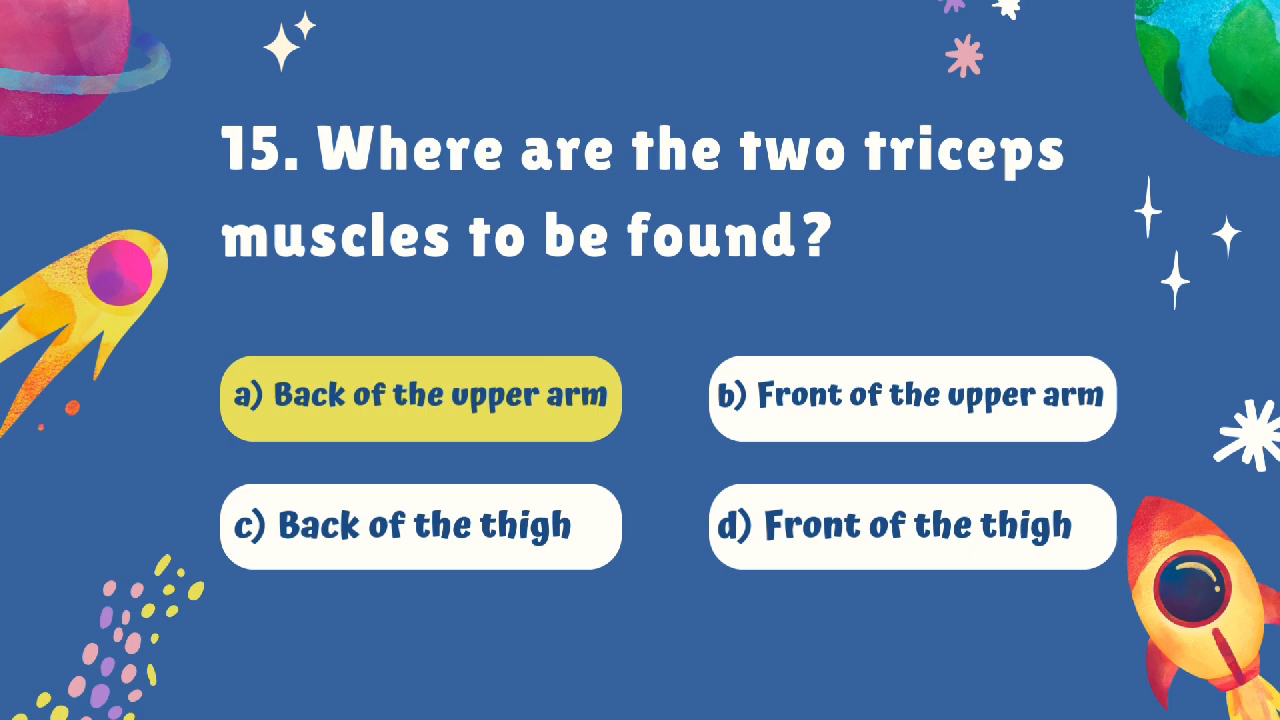 15. Where are the two triceps
muscles to be found?
a) Back of the upper arm
b) Front of the upper arm
c) Back of the thigh
d) Front of the thigh